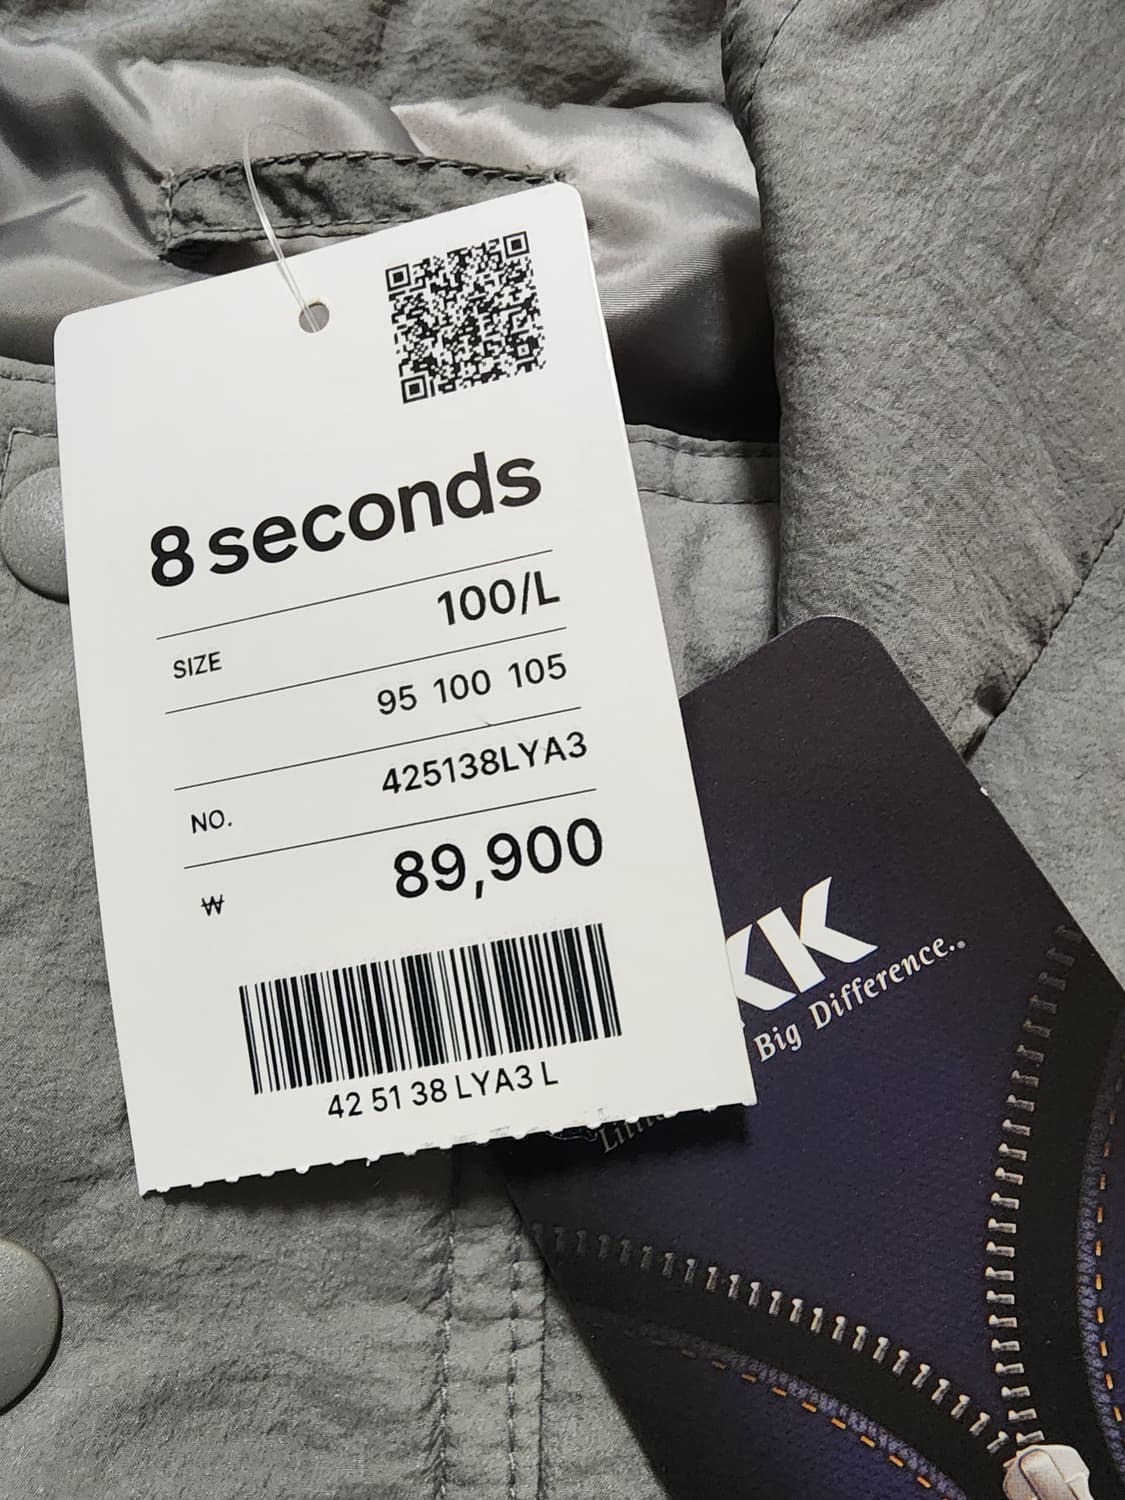 8 seconds
100/L
SIZE
95 100 105
425138LYA3
NO.
89,900
₩
42 51 38 LYA3 L
KK
Big Difference..